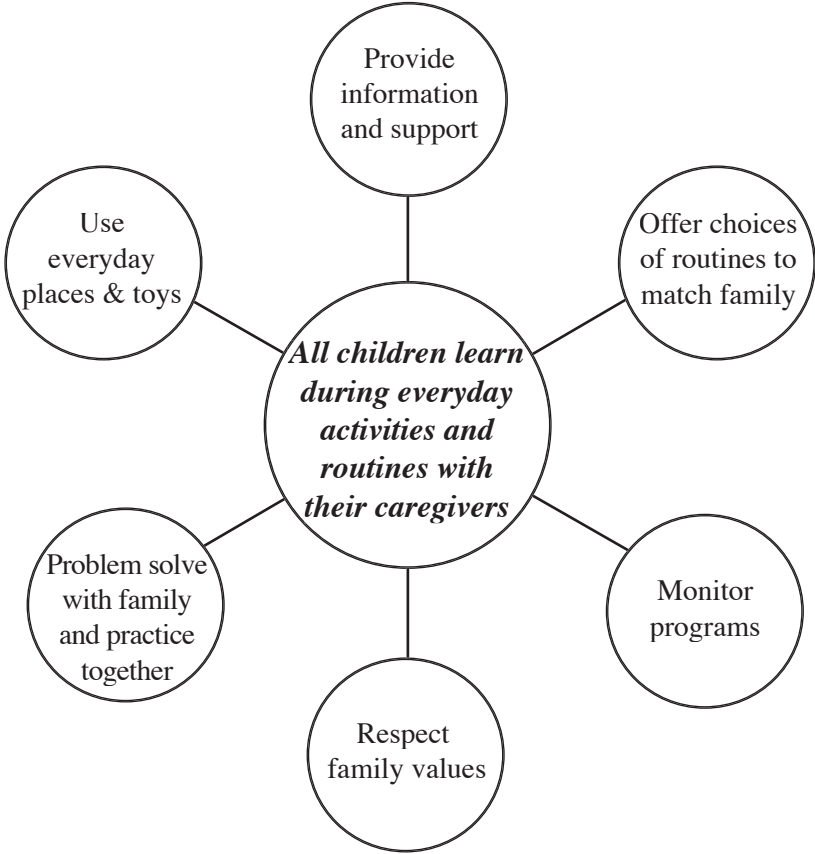 Provide
information
and support
Use
everyday
places & toys
Offer choices
of routines to
match family
All children learn
during everyday
activities and
routines with
their caregivers
Problem solve
with family
and practice
together
Monitor
programs
Respect
family values